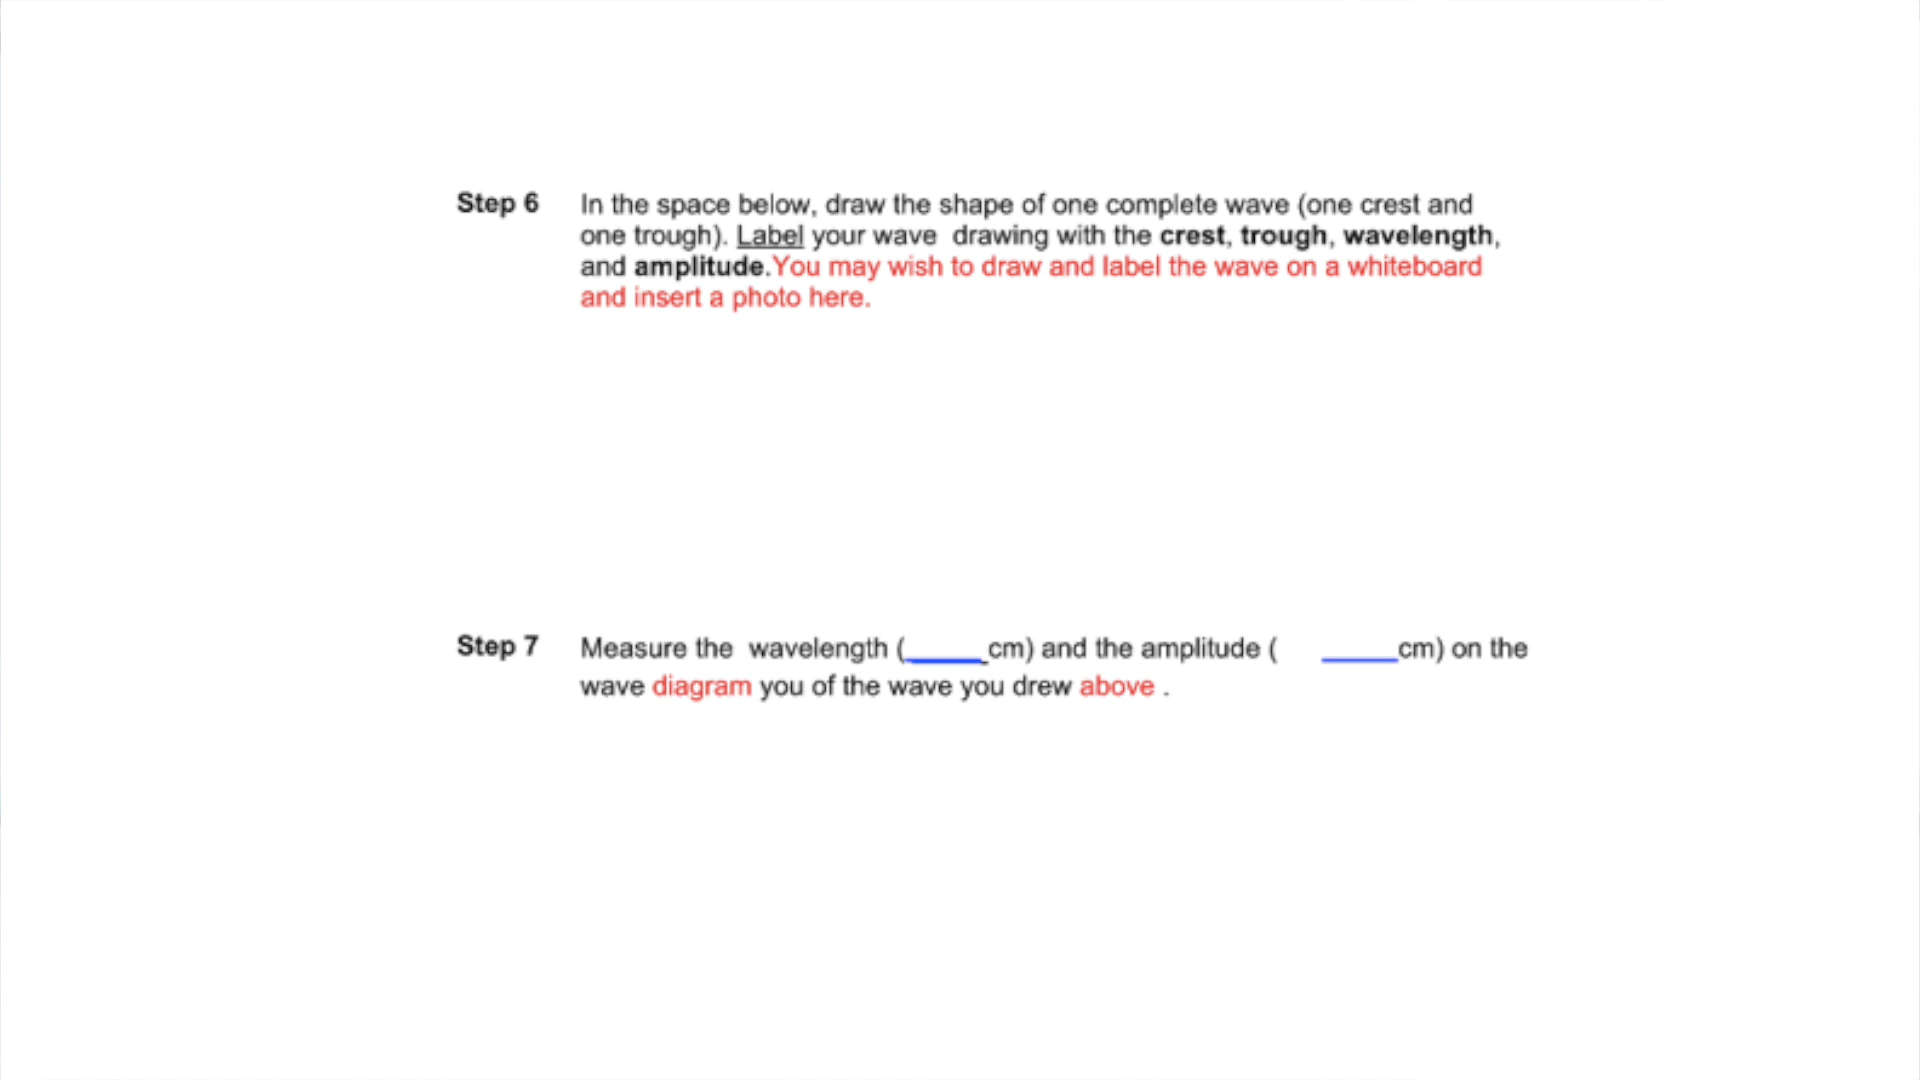 Step 6 In the space below, draw the shape of one complete wave (one crest and
one trough). Label your wave drawing with the crest, trough, wavelength,
and amplitude.You may wish to draw and label the wave on a whiteboard
and insert a photo here.
Step 7 Measure the wavelength (_____cm) and the amplitude ( _____cm) on the
wave diagram you of the wave you drew above .